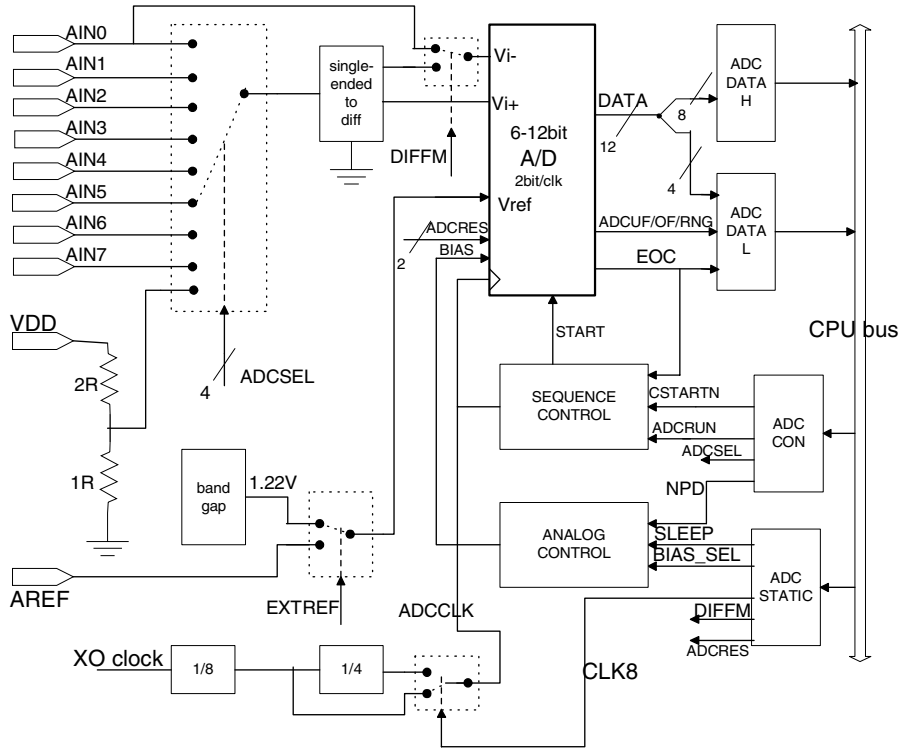 AIN0
AIN1
AIN2
AIN3
AIN4
AIN5
AIN6
AIN7
VDD
2R
1R
AREF
4
ADCSEL
single-
ended
to
diff
DIFFM
Vi-
Vi+
6-12bit
A/D
2bit/clk
Vref
ADCRES
2
BIAS
DATA
12
8
4
ADCUF/OF/RNG
EOC
ADC
DATA
H
ADC
DATA
L
CPU bus
START
SEQUENCE
CONTROL
CSTARTN
ADCRUN
ADCSEL
NPD
ADC
CON
band
gap
1.22V
EXTREF
ANALOG
CONTROL
SLEEP
BIAS_SEL
DIFFM
ADCRES
ADC
STATIC
ADCCLK
XO clock
1/8
1/4
CLK8